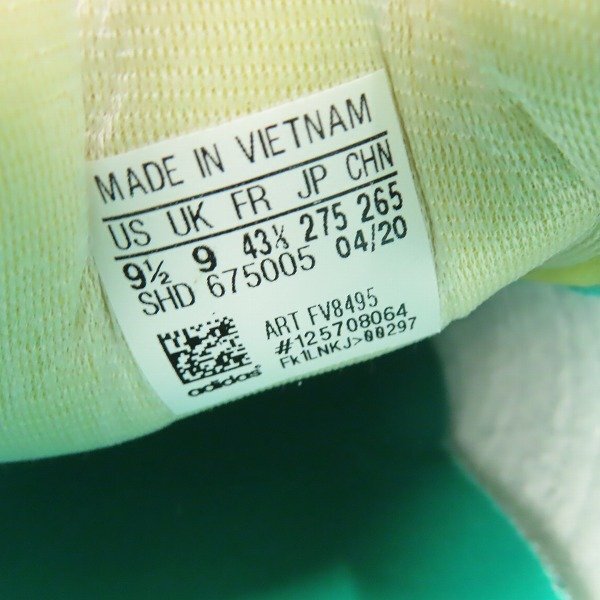 MADE IN VIETNAM
US UK FR JP CHN
9½ 9 43⅓ 275 265
SHD 675005 04/20
ART FV8495
#125708064
Fk1LNKJ>00297
adidas